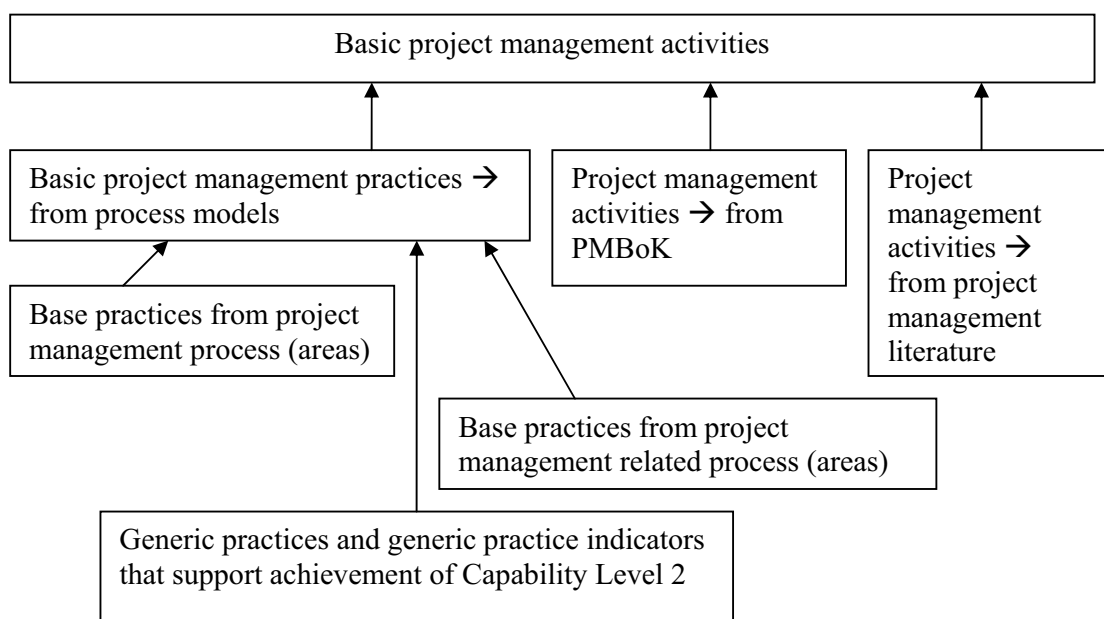 Basic project management activities
Basic project management practices →
from process models
Project management
activities → from
PMBoK
Project
management
activities →
from project
management
literature
Base practices from project
management process (areas)
Base practices from project
management related process (areas)
Generic practices and generic practice indicators
that support achievement of Capability Level 2